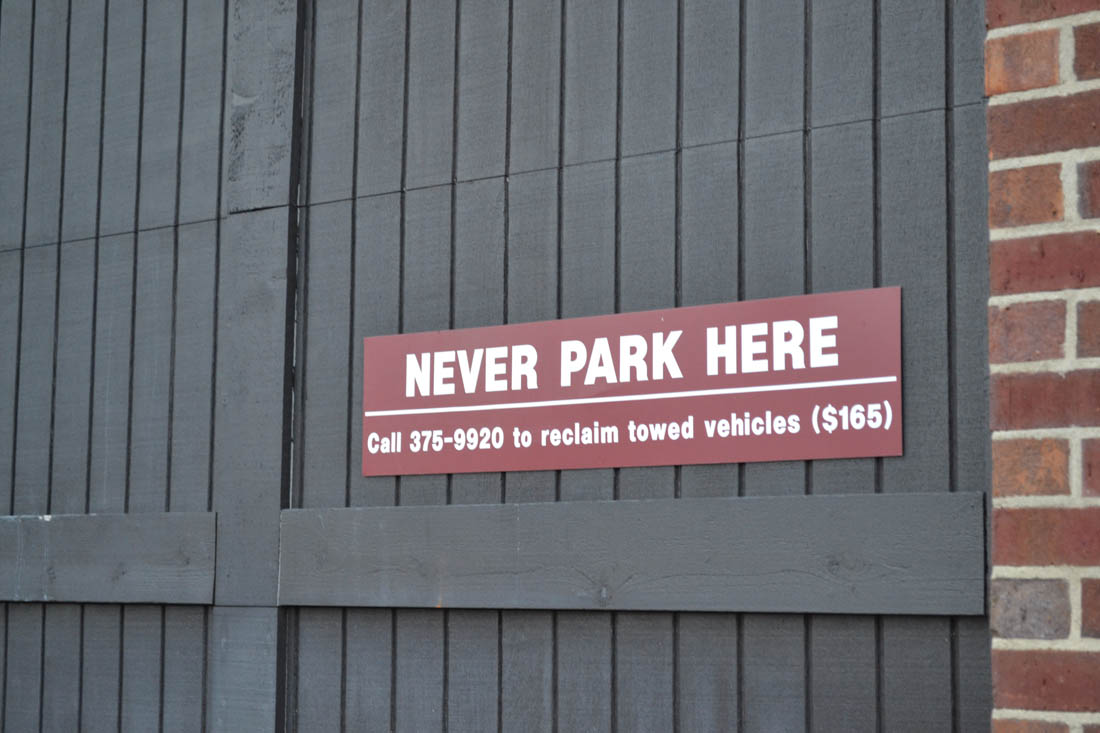 NEVER PARK HERE
Call 375-9920 to reclaim towed vehicles ($165)